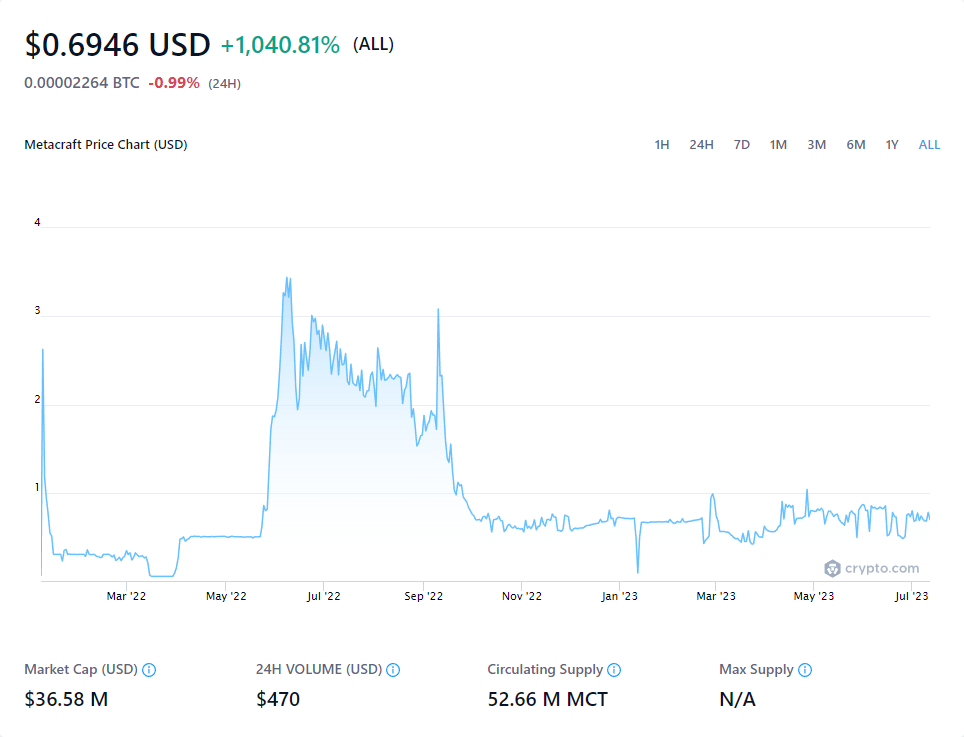 $0.6946 USD +1,040.81% (ALL)
0.00002264 BTC -0.99% (24H)
Metacraft Price Chart (USD) 1H 24H 7D 1M 3M 6M 1Y ALL
4
3
2
1
crypto.com
Mar '22 May '22 Jul '22 Sep '22 Nov '22 Jan '23 Mar '23 May '23 Jul '23
Market Cap (USD) 24H VOLUME (USD) Circulating Supply Max Supply
$36.58 M $470 52.66 M MCT N/A